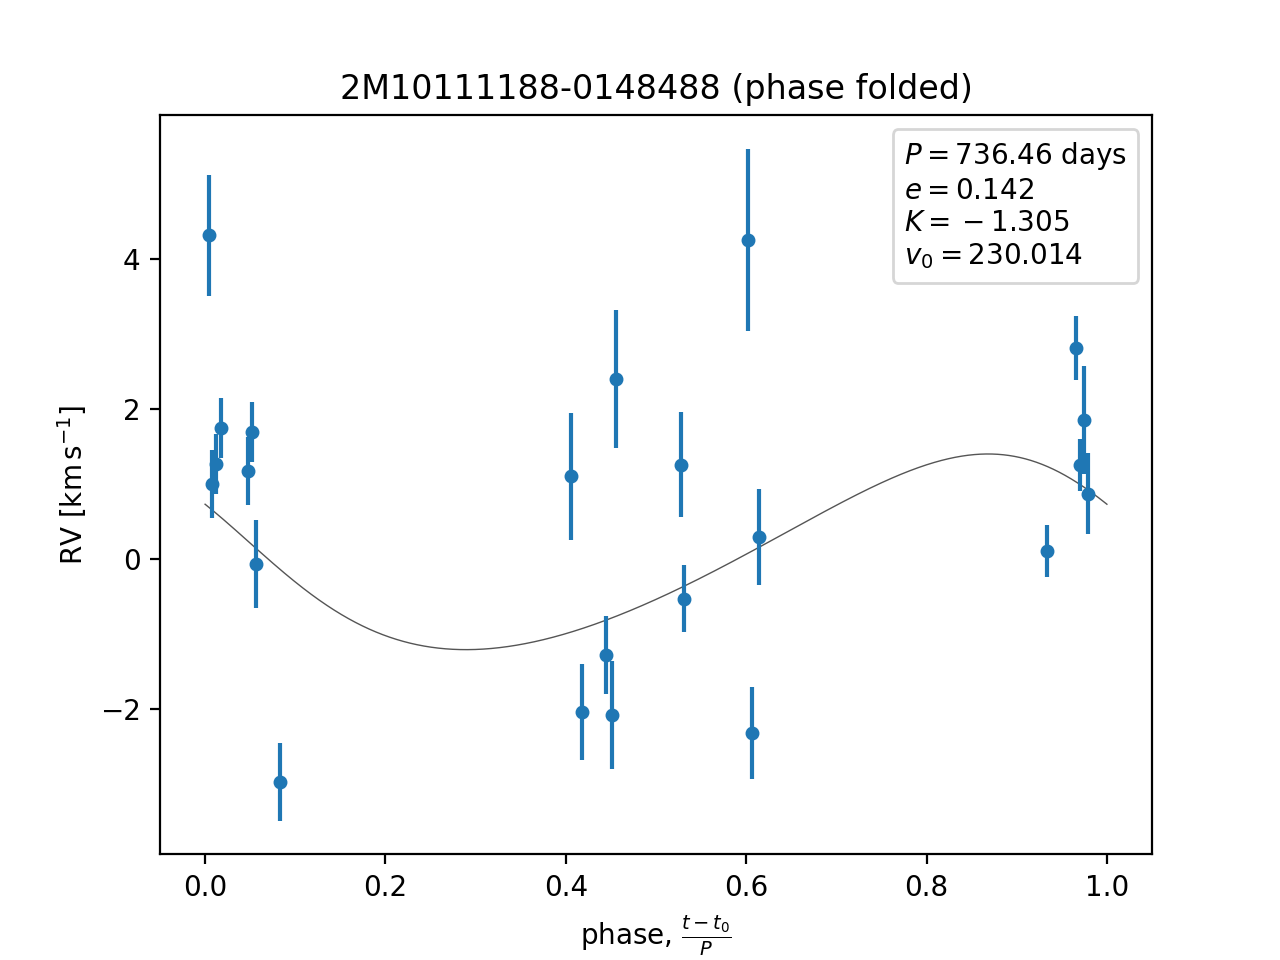 2M10111188-0148488 (phase folded)
P = 736.46 days
e = 0.142
K = −1.305
v₀ = 230.014
RV [km s⁻¹]
4
2
0
−2
0.0 0.2 0.4 0.6 0.8 1.0
phase, (t − t₀)/P